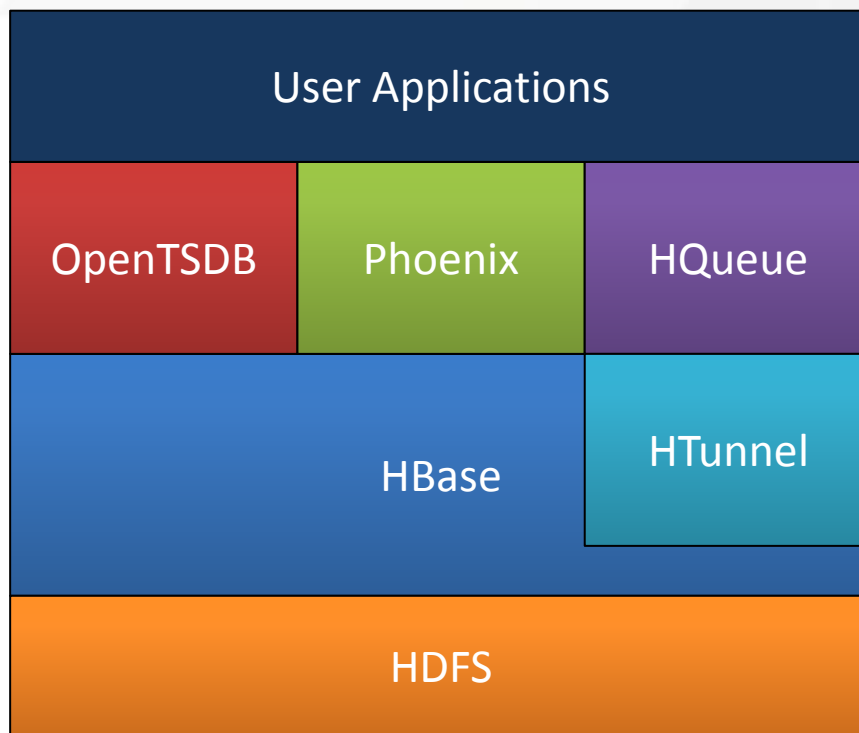 User Applications
OpenTSDB
Phoenix
HQueue
HTunnel
HBase
HDFS